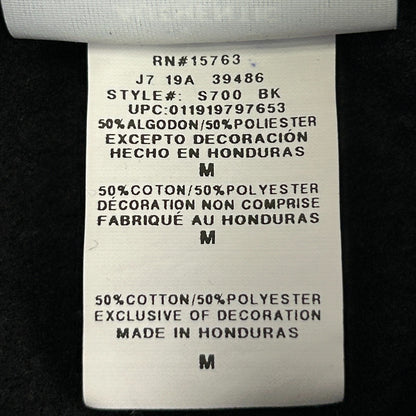 RN#15763
J7 19A 39486
STYLE#: S700 BK
UPC:011919797653
50%ALGODON/50%POLIESTER
EXCEPTO DECORACIÓN
HECHO EN HONDURAS
M
50%COTON/50%POLYESTER
DÉCORATION NON COMPRISE
FABRIQUÉ AU HONDURAS
M
50%COTTON/50%POLYESTER
EXCLUSIVE OF DECORATION
MADE IN HONDURAS
M